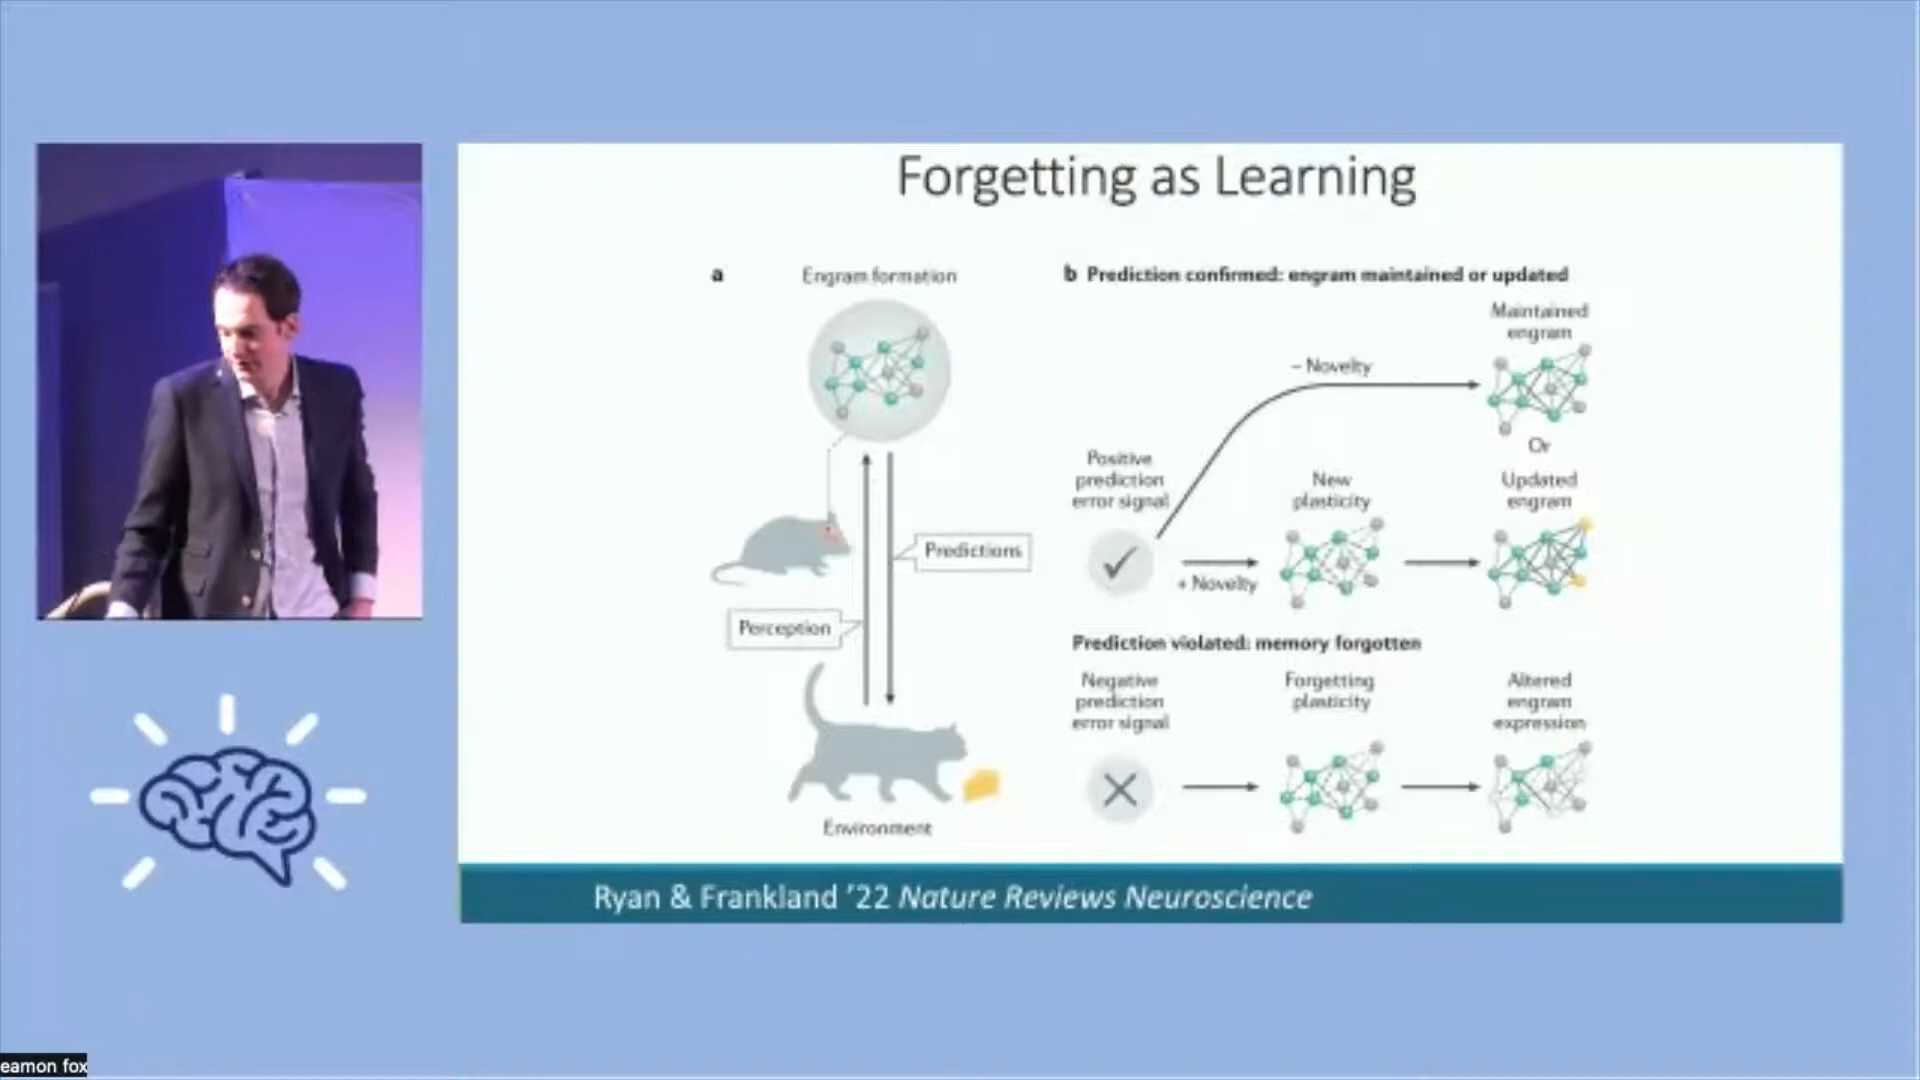 Forgetting as Learning
a
Engram formation
Predictions
Perception
Environment
b Prediction confirmed: engram maintained or updated
Maintained
engram
– Novelty
Or
Positive
prediction
error signal
New
plasticity
Updated
engram
+ Novelty
Prediction violated: memory forgotten
Negative
prediction
error signal
Forgetting
plasticity
Altered
engram
expression
Ryan & Frankland '22 Nature Reviews Neuroscience
eamon fox